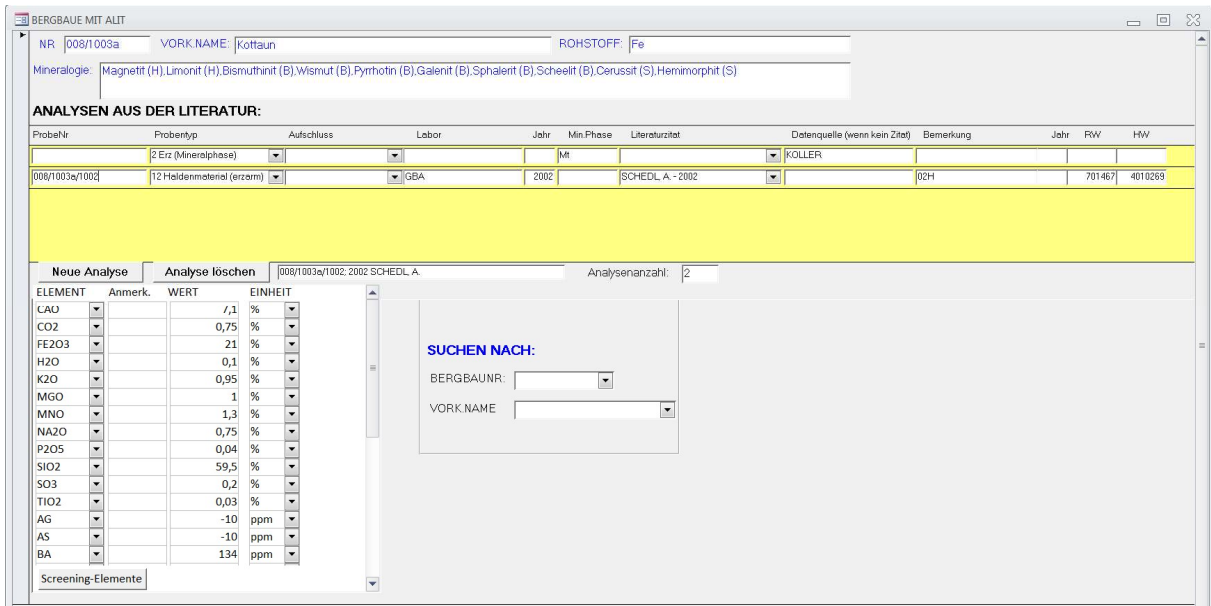 BERGBAUE MIT ALIT
NR 008/1003a VORK.NAME: Kottaun ROHSTOFF: Fe
Mineralogie: Magnetit (H),Limonit (H),Bismuthinit (B),Wismut (B),Pyrrhotin (B),Galenit (B),Sphalerit (B),Scheelit (B),Cerussit (S),Hemimorphit (S)
ANALYSEN AUS DER LITERATUR:
ProbeNr Probentyp Aufschluss Labor Jahr Min.Phase Literaturzitat Datenquelle (wenn kein Zitat) Bemerkung Jahr RW HW
2 Erz (Mineralphase) Mt KOLLER
008/1003a/1002 12 Haldenmaterial (erzarm) GBA 2002 SCHEDL, A. - 2002 02H 701467 4010269
Neue Analyse Analyse löschen 008/1003a/1002; 2002 SCHEDL, A. Analysenanzahl: 2
ELEMENT Anmerk. WERT EINHEIT
CAO 7,1 %
CO2 0,75 %
FE2O3 21 %
H2O 0,1 %
K2O 0,95 %
MGO 1 %
MNO 1,3 %
NA2O 0,75 %
P2O5 0,04 %
SIO2 59,5 %
SO3 0,2 %
TIO2 0,03 %
AG -10 ppm
AS -10 ppm
BA 134 ppm
Screening-Elemente
SUCHEN NACH:
BERGBAUNR:
VORK.NAME